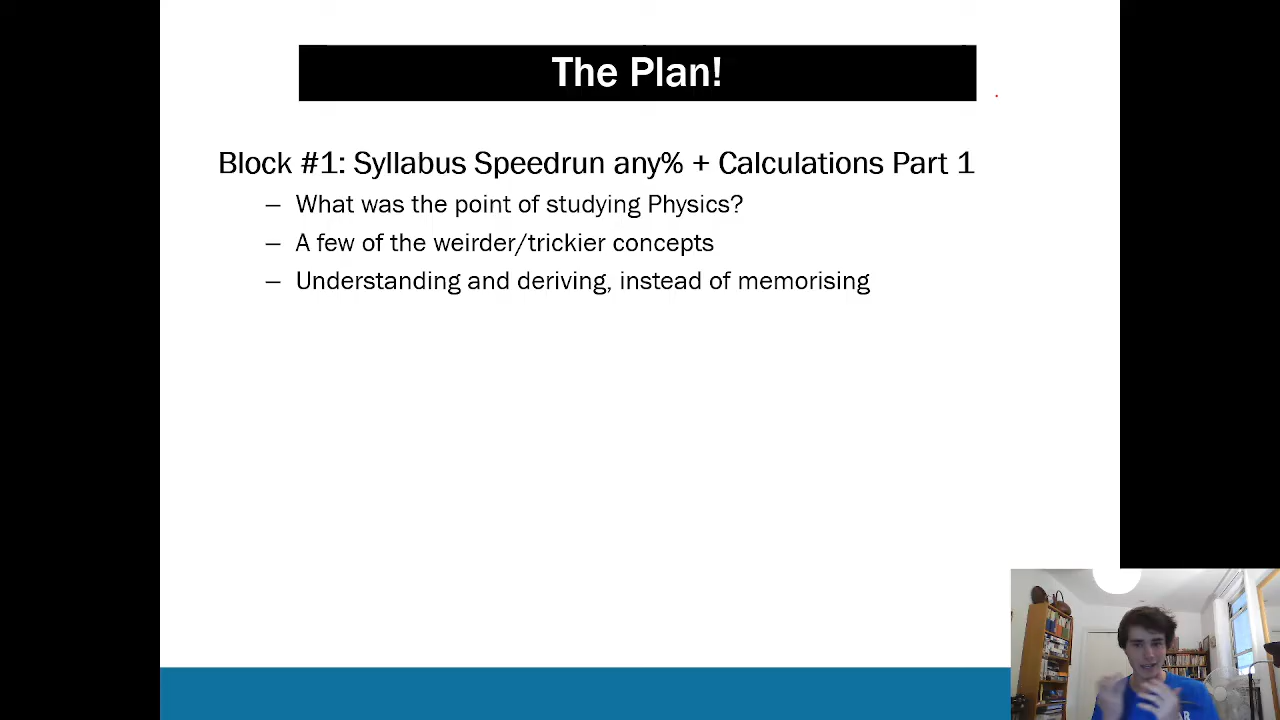 The Plan!
Block #1: Syllabus Speedrun any% + Calculations Part 1
– What was the point of studying Physics?
– A few of the weirder/trickier concepts
– Understanding and deriving, instead of memorising